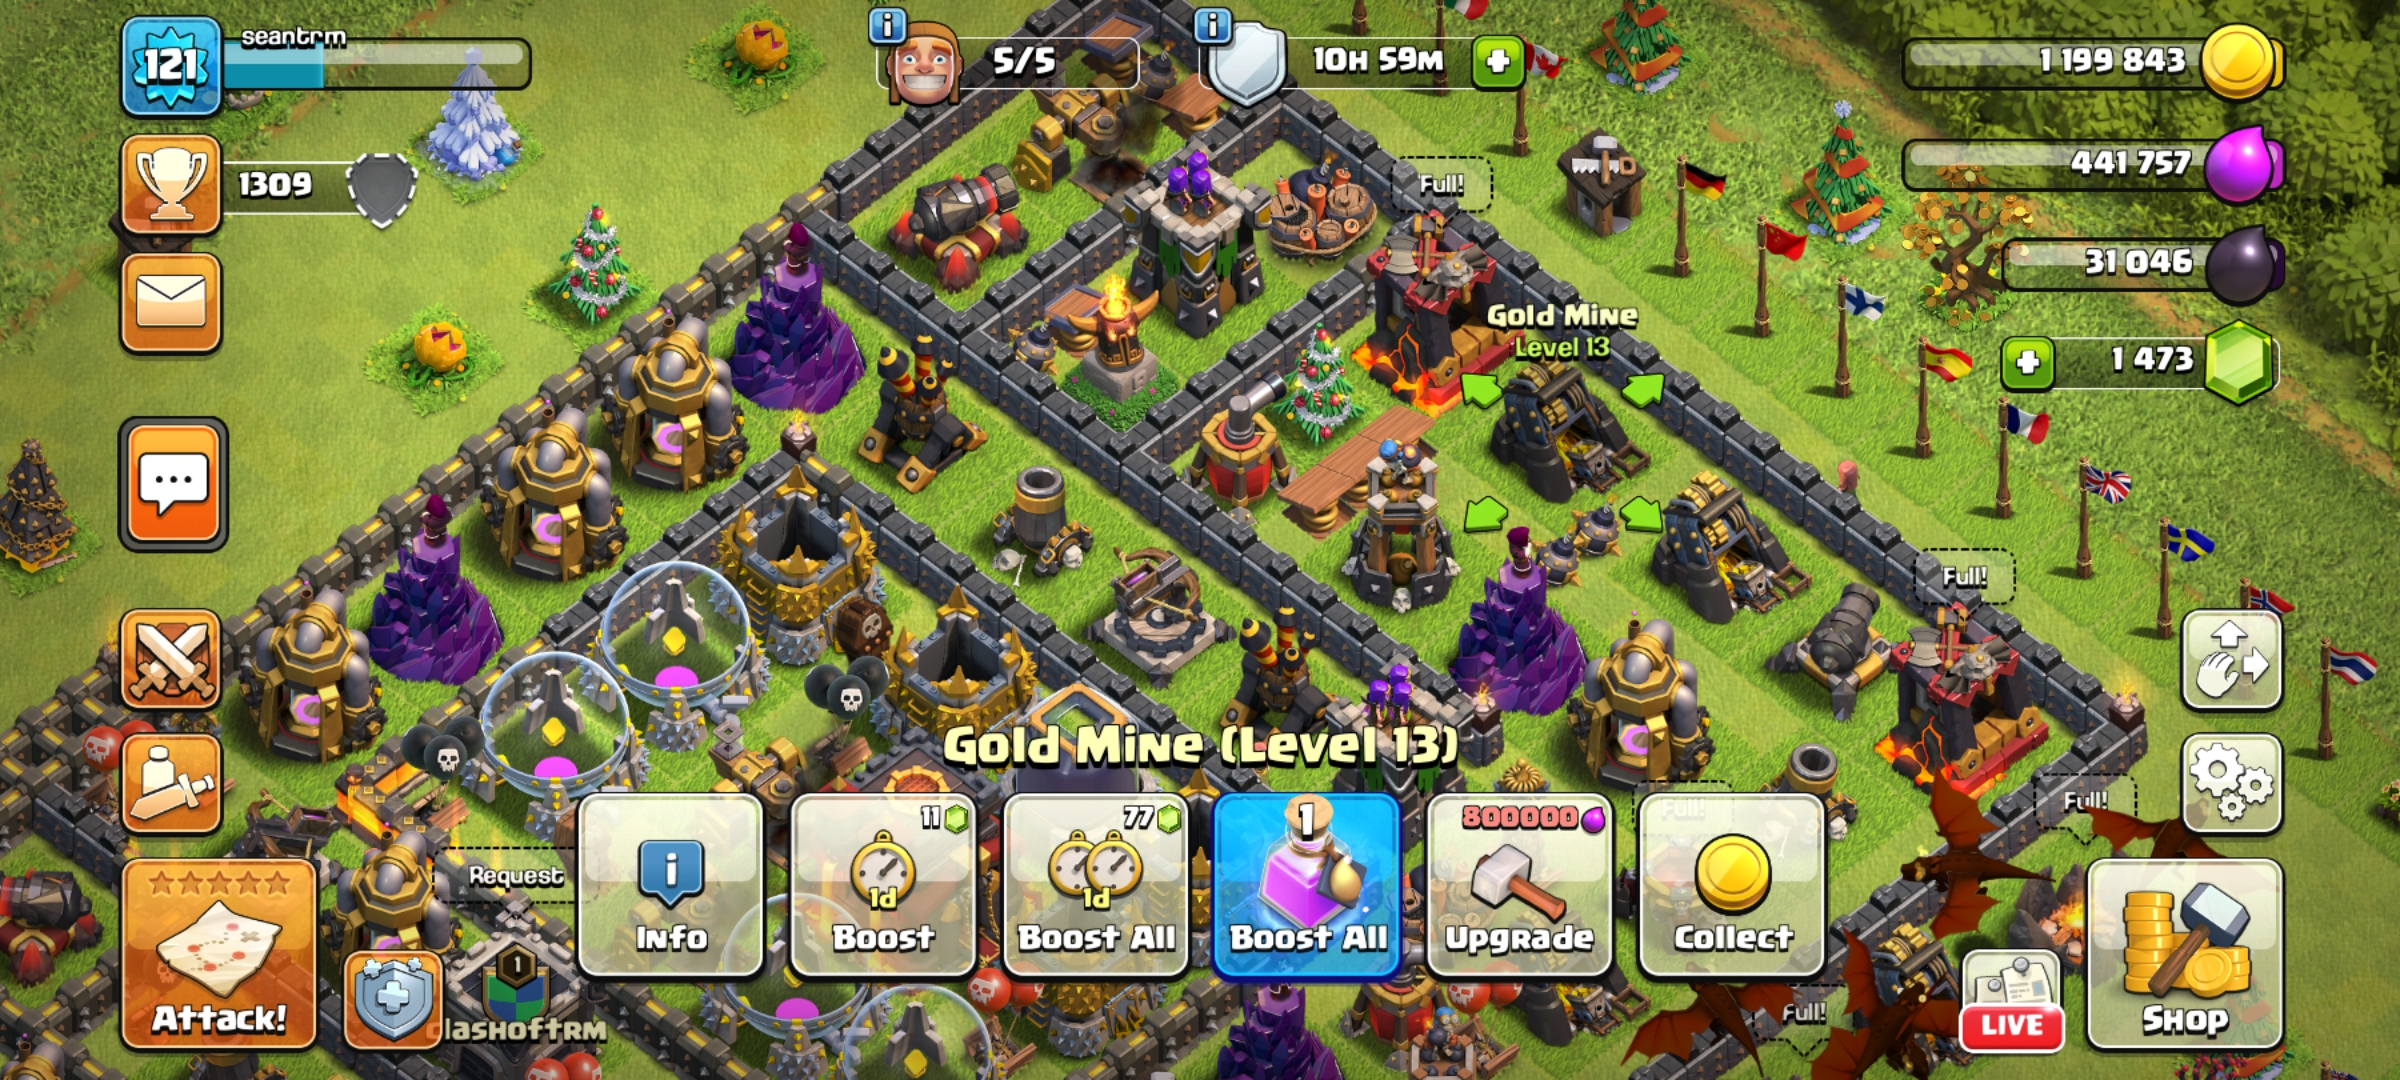 121
seantrm
5/5
10H 59M
1 199 843
1309
441 757
31 046
1 473
Full!
Gold Mine
Level 13
Full!
Gold Mine (Level 13)
Full!
Full!
Request
Info
11
1d
Boost
77
1d
Boost All
1
Boost All
800000
Upgrade
Collect
Attack!
1
lashoftrm
Full!
LIVE
Shop